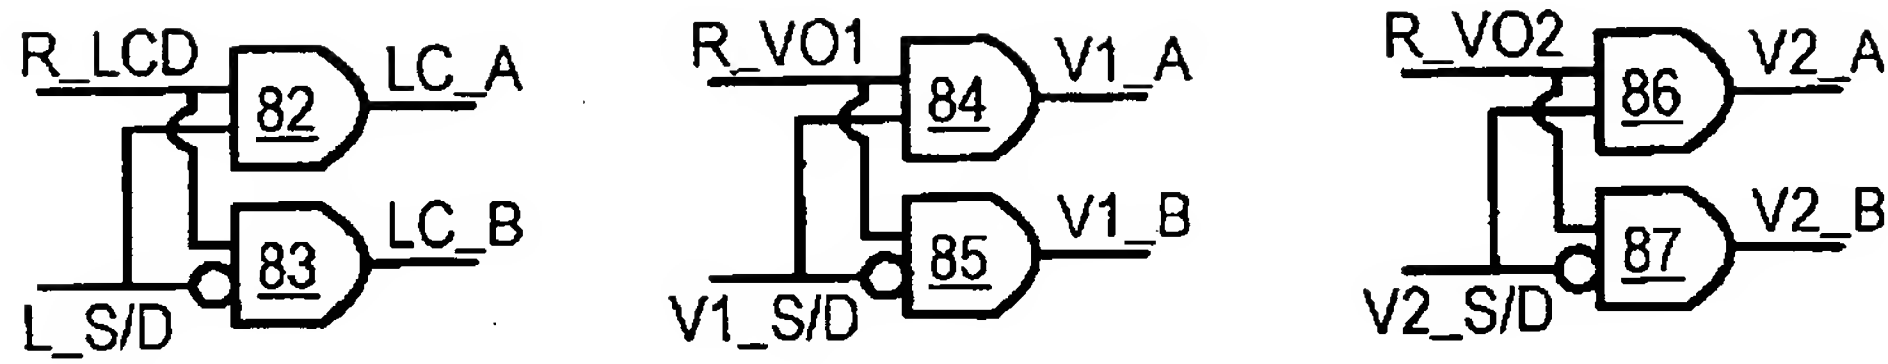 R_LCD
LC_A
82
LC_B
83
L_S/D
R_VO1
V1_A
84
V1_B
85
V1_S/D
R_VO2
V2_A
86
V2_B
87
V2_S/D